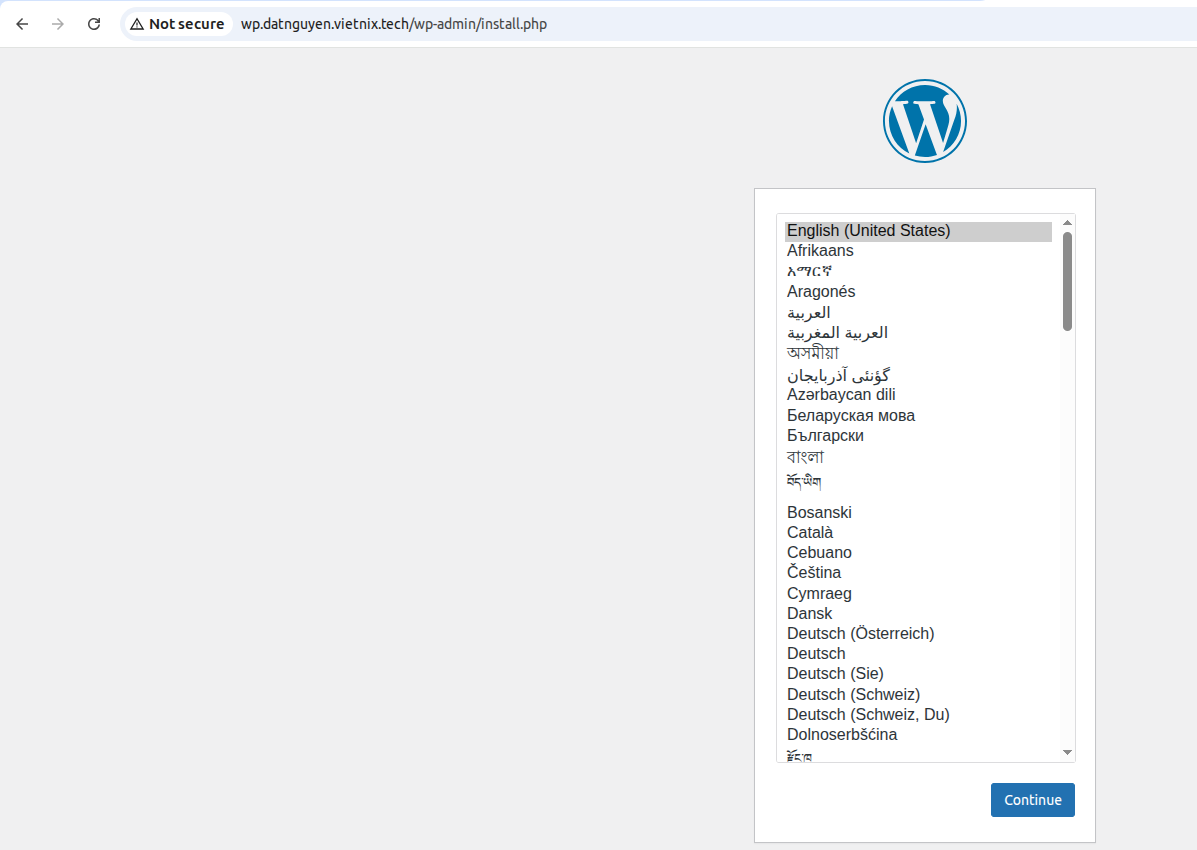 Not secure wp.datnguyen.vietnix.tech/wp-admin/install.php
English (United States)
Afrikaans
አማርኛ
Aragonés
العربية
العربية المغربية
অসমীয়া
گؤنئی آذربایجان
Azərbaycan dili
Беларуская мова
Български
বাংলা
བོད་ཡིག
Bosanski
Català
Cebuano
Čeština
Cymraeg
Dansk
Deutsch (Österreich)
Deutsch
Deutsch (Sie)
Deutsch (Schweiz)
Deutsch (Schweiz, Du)
Dolnoserbšćina
རྫོང་ཁ
Continue